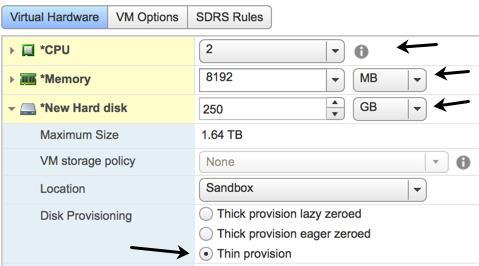 Virtual Hardware VM Options SDRS Rules
*CPU 2
*Memory 8192 MB
*New Hard disk 250 GB
Maximum Size 1.64 TB
VM storage policy None
Location Sandbox
Disk Provisioning Thick provision lazy zeroed
Thick provision eager zeroed
Thin provision